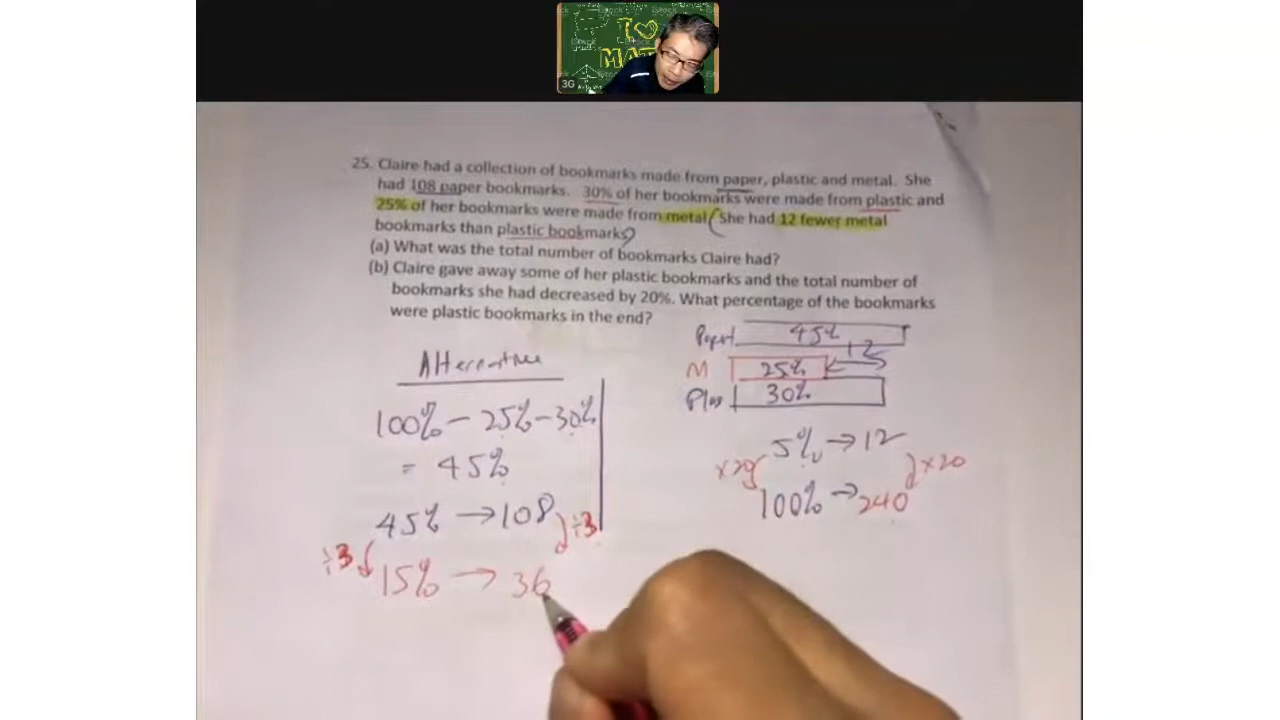 I ♡
MATH
3G
25. Claire had a collection of bookmarks made from paper, plastic and metal. She
had 108 paper bookmarks. 30% of her bookmarks were made from plastic and
25% of her bookmarks were made from metal. She had 12 fewer metal
bookmarks than plastic bookmarks.
(a) What was the total number of bookmarks Claire had?
(b) Claire gave away some of her plastic bookmarks and the total number of
bookmarks she had decreased by 20%. What percentage of the bookmarks
were plastic bookmarks in the end?
45%
12
M 25%
Plas 30%
Alternative
100% - 25% - 30%
= 45%
45% → 108
÷3 ÷3
15% → 36
5% → 12
×20 ×20
100% → 240